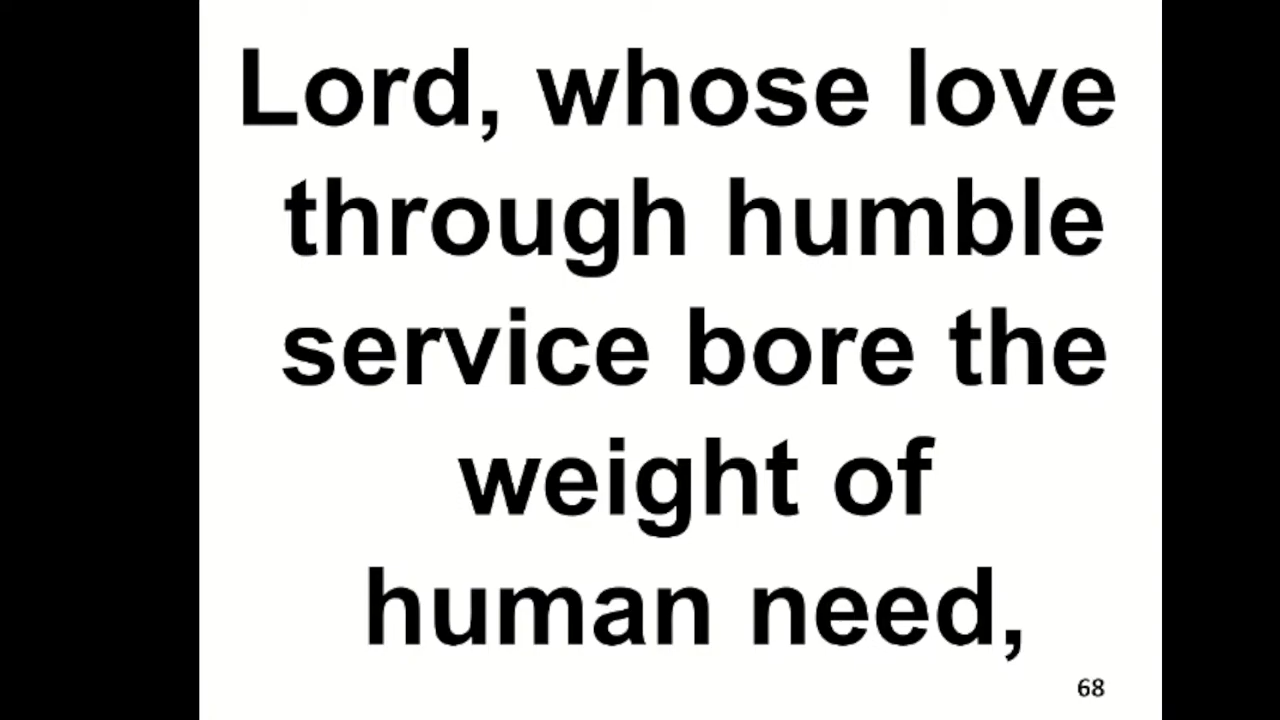 Lord, whose love
through humble
service bore the
weight of
human need,
68